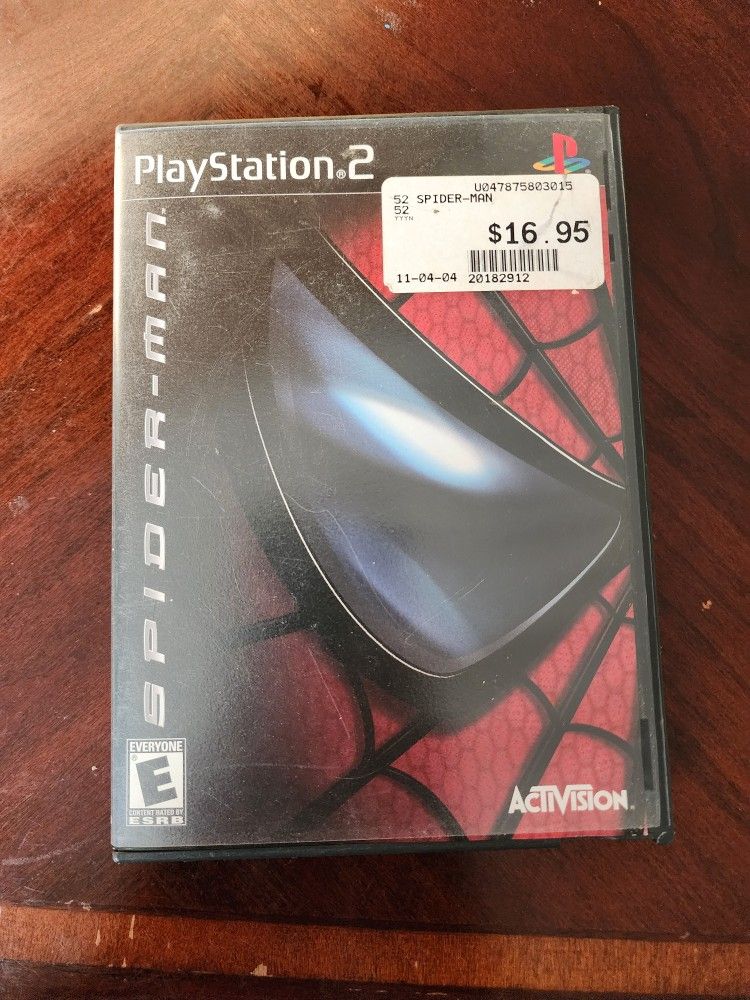 PlayStation®2
U047875803015
52 SPIDER-MAN
52
TYTN
$16.95
11-04-04 20182912
SPIDER-MAN
EVERYONE
E
CONTENT RATED BY
ESRB
ACTIVISION